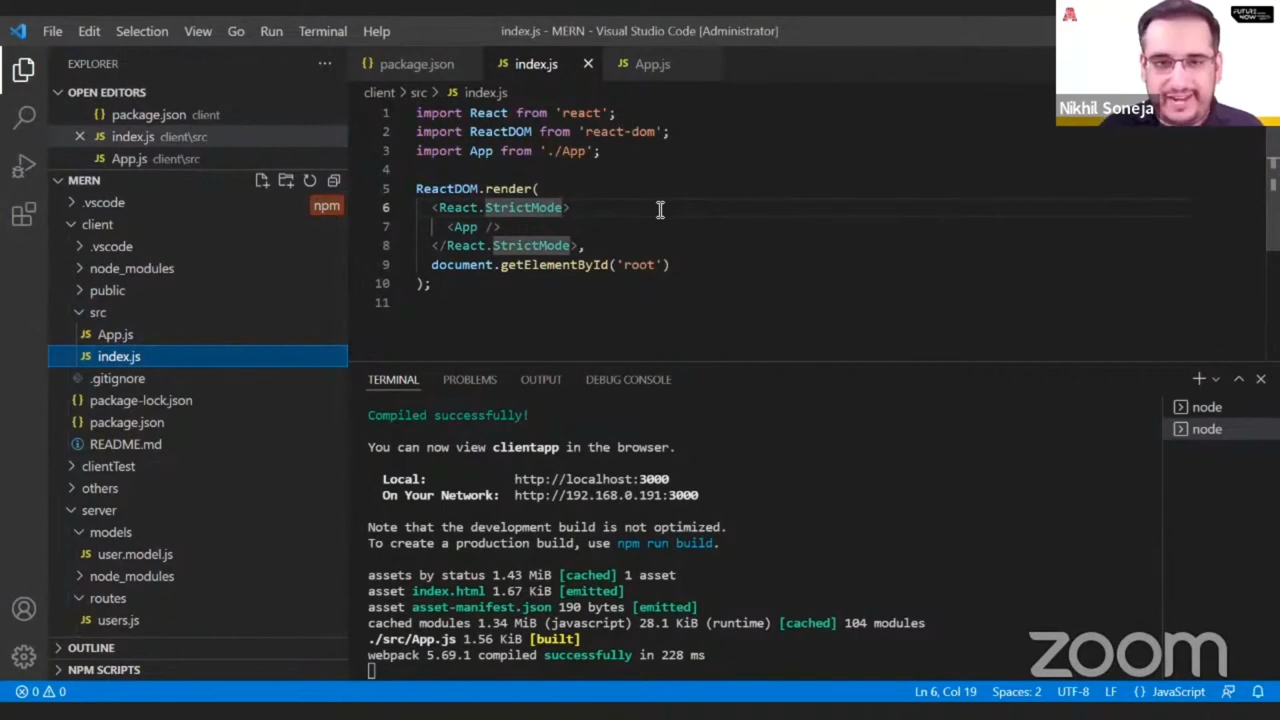 File Edit Selection View Go Run Terminal Help
index.js - MERN - Visual Studio Code [Administrator]
FUTURE NOW
Nikhil Soneja
EXPLORER
OPEN EDITORS
package.json client
index.js client\src
App.js client\src
MERN
.vscode
npm
client
.vscode
node_modules
public
src
App.js
index.js
.gitignore
package-lock.json
package.json
README.md
clientTest
others
server
models
user.model.js
node_modules
routes
users.js
OUTLINE
NPM SCRIPTS
package.json index.js App.js
client > src > index.js
1 import React from 'react';
2 import ReactDOM from 'react-dom';
3 import App from './App';
4
5 ReactDOM.render(
6 <React.StrictMode>
7 <App />
8 </React.StrictMode>,
9 document.getElementById('root')
10 );
11
TERMINAL PROBLEMS OUTPUT DEBUG CONSOLE
Compiled successfully!
You can now view clientapp in the browser.
Local: http://localhost:3000
On Your Network: http://192.168.0.191:3000
Note that the development build is not optimized.
To create a production build, use npm run build.
assets by status 1.43 MiB [cached] 1 asset
asset index.html 1.67 KiB [emitted]
asset asset-manifest.json 190 bytes [emitted]
cached modules 1.34 MiB (javascript) 28.1 KiB (runtime) [cached] 104 modules
./src/App.js 1.56 KiB [built]
webpack 5.69.1 compiled successfully in 228 ms
node
node
zoom
0 0
Ln 6, Col 19 Spaces: 2 UTF-8 LF {} JavaScript